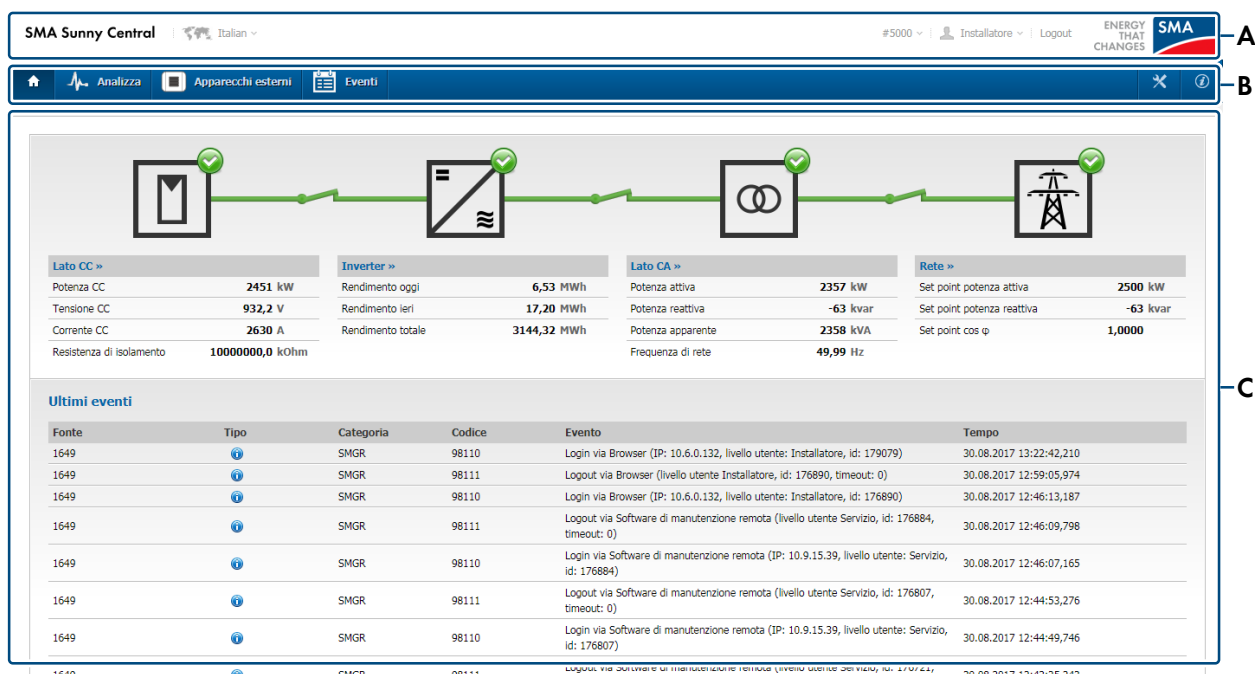 SMA Sunny Central Italian #5000 Installatore Logout ENERGY THAT CHANGES SMA A
Analizza Apparecchi esterni Eventi B
Lato CC » Inverter » Lato CA » Rete »
Potenza CC 2451 kW Rendimento oggi 6,53 MWh Potenza attiva 2357 kW Set point potenza attiva 2500 kW
Tensione CC 932,2 V Rendimento ieri 17,20 MWh Potenza reattiva -63 kvar Set point potenza reattiva -63 kvar
Corrente CC 2630 A Rendimento totale 3144,32 MWh Potenza apparente 2358 kVA Set point cos φ 1,0000
Resistenza di isolamento 10000000,0 kOhm Frequenza di rete 49,99 Hz
C
Ultimi eventi
Fonte Tipo Categoria Codice Evento Tempo
1649 SMGR 98110 Login via Browser (IP: 10.6.0.132, livello utente: Installatore, id: 179079) 30.08.2017 13:22:42,210
1649 SMGR 98111 Logout via Browser (livello utente Installatore, id: 176890, timeout: 0) 30.08.2017 12:59:05,974
1649 SMGR 98110 Login via Browser (IP: 10.6.0.132, livello utente: Installatore, id: 176890) 30.08.2017 12:46:13,187
1649 SMGR 98111 Logout via Software di manutenzione remota (livello utente Servizio, id: 176884, timeout: 0) 30.08.2017 12:46:09,798
1649 SMGR 98110 Login via Software di manutenzione remota (IP: 10.9.15.39, livello utente: Servizio, id: 176884) 30.08.2017 12:46:07,165
1649 SMGR 98111 Logout via Software di manutenzione remota (livello utente Servizio, id: 176807, timeout: 0) 30.08.2017 12:44:53,276
1649 SMGR 98110 Login via Software di manutenzione remota (IP: 10.9.15.39, livello utente: Servizio, id: 176807) 30.08.2017 12:44:49,746